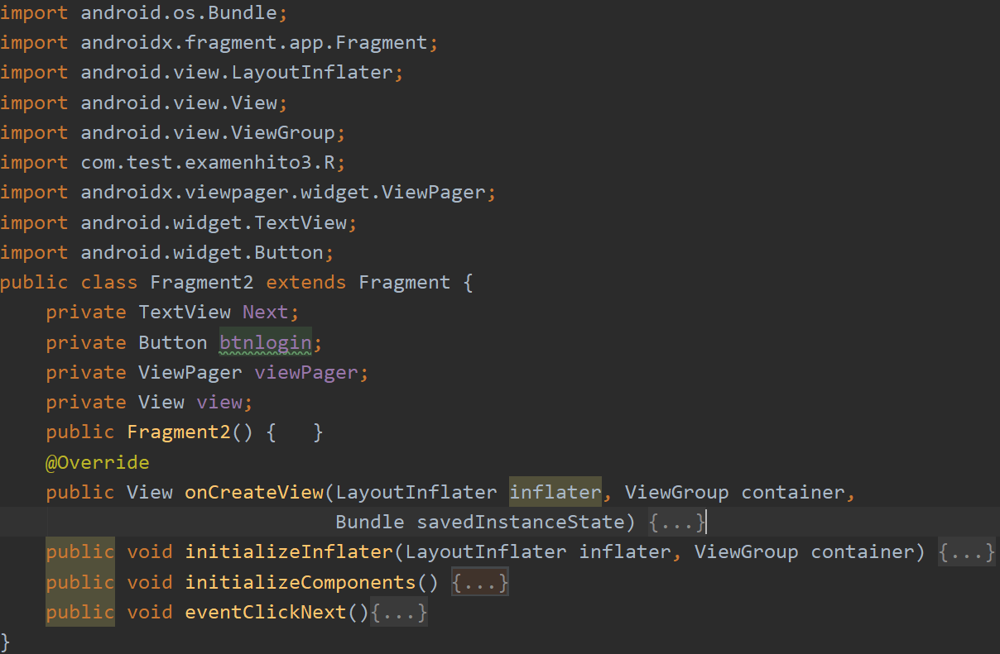 import android.os.Bundle;
import androidx.fragment.app.Fragment;
import android.view.LayoutInflater;
import android.view.View;
import android.view.ViewGroup;
import com.test.examenhito3.R;
import androidx.viewpager.widget.ViewPager;
import android.widget.TextView;
import android.widget.Button;
public class Fragment2 extends Fragment {
    private TextView Next;
    private Button btnlogin;
    private ViewPager viewPager;
    private View view;
    public Fragment2() {   }
    @Override
    public View onCreateView(LayoutInflater inflater, ViewGroup container,
                             Bundle savedInstanceState) {...}
    public void initializeInflater(LayoutInflater inflater, ViewGroup container) {...}
    public void initializeComponents() {...}
    public void eventClickNext(){...}
}